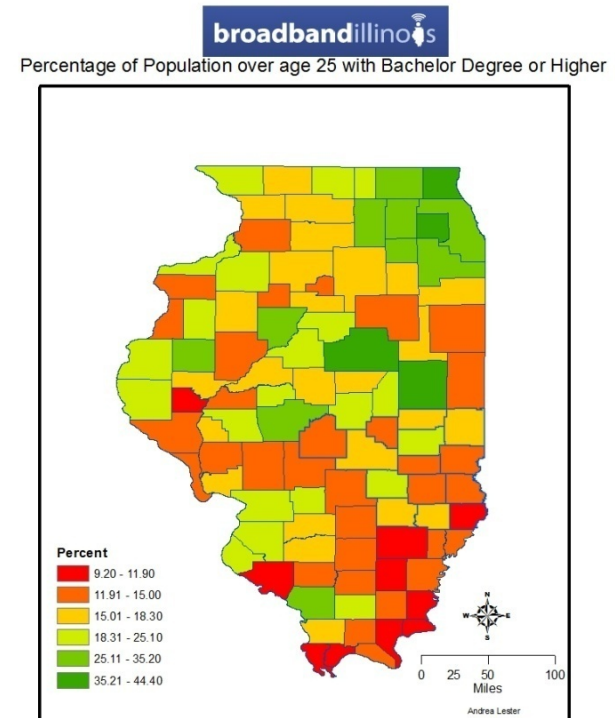 broadbandillinois
Percentage of Population over age 25 with Bachelor Degree or Higher
Percent
9.20 - 11.90
11.91 - 15.00
15.01 - 18.30
18.31 - 25.10
25.11 - 35.20
35.21 - 44.40
N
W E
S
0 25 50 100
Miles
Andrea Lester